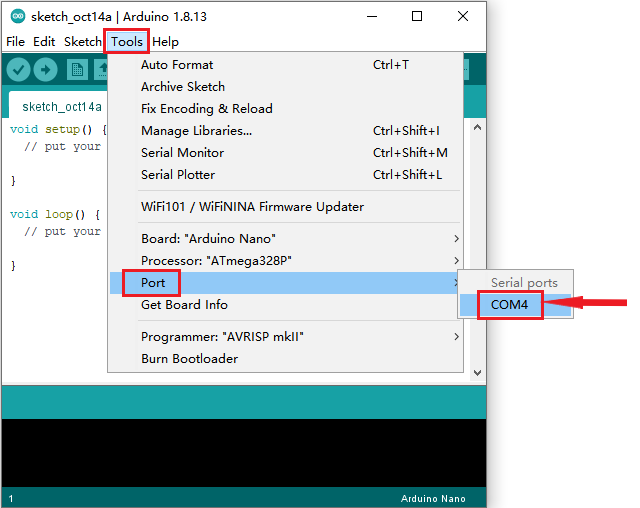 sketch_oct14a | Arduino 1.8.13
File Edit Sketch Tools Help
sketch_oct14a
void setup() {
// put your
}
void loop() {
// put your
}
Auto Format Ctrl+T
Archive Sketch
Fix Encoding & Reload
Manage Libraries... Ctrl+Shift+I
Serial Monitor Ctrl+Shift+M
Serial Plotter Ctrl+Shift+L
WiFi101 / WiFiNINA Firmware Updater
Board: "Arduino Nano"
Processor: "ATmega328P"
Port
Get Board Info
Programmer: "AVRISP mkII"
Burn Bootloader
Serial ports
COM4
1 Arduino Nano